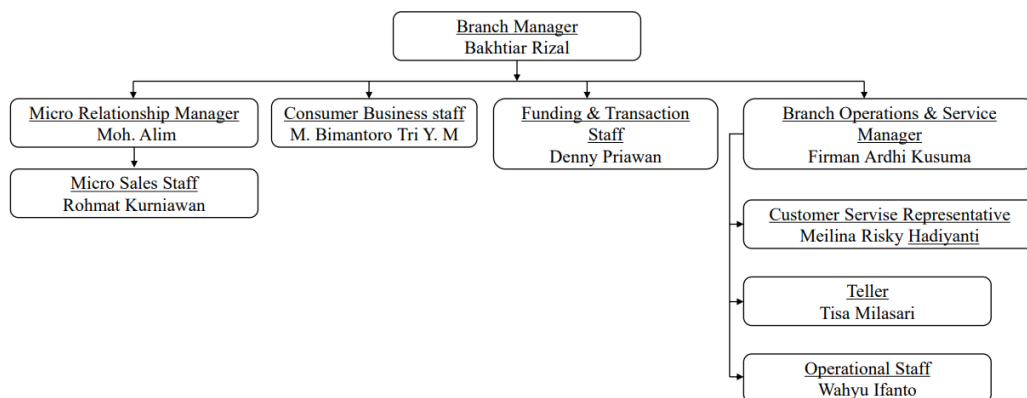 Branch Manager
Bakhtiar Rizal
Micro Relationship Manager
Moh. Alim
Consumer Business staff
M. Bimantoro Tri Y. M
Funding & Transaction
Staff
Denny Priawan
Branch Operations & Service
Manager
Firman Ardhi Kusuma
Micro Sales Staff
Rohmat Kurniawan
Customer Servise Representative
Meilina Risky Hadiyanti
Teller
Tisa Milasari
Operational Staff
Wahyu Ifanto